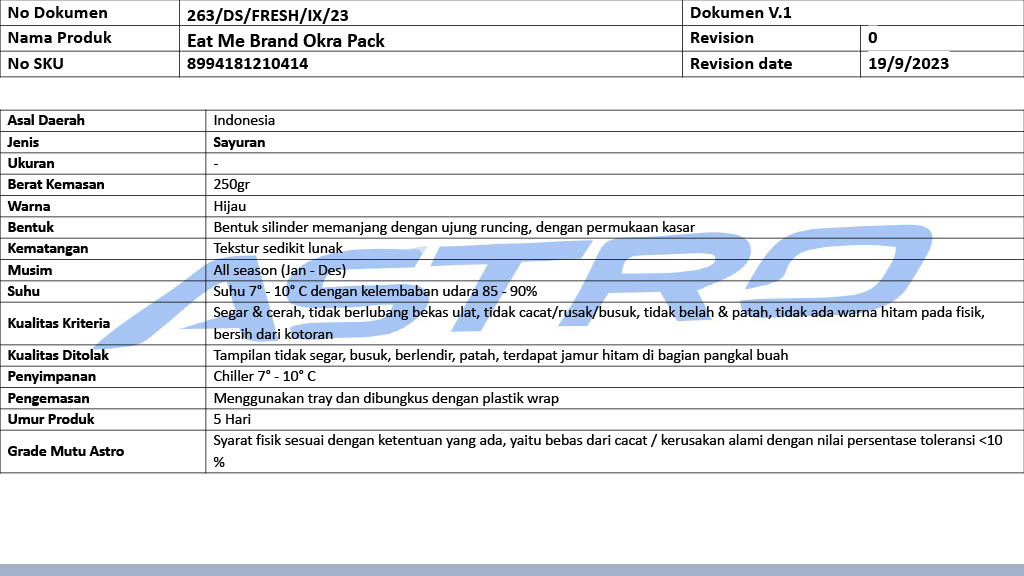 No Dokumen 263/DS/FRESH/IX/23 Dokumen V.1
Nama Produk Eat Me Brand Okra Pack Revision 0
No SKU 8994181210414 Revision date 19/9/2023
Asal Daerah Indonesia
Jenis Sayuran
Ukuran -
Berat Kemasan 250gr
Warna Hijau
Bentuk Bentuk silinder memanjang dengan ujung runcing, dengan permukaan kasar
Kematangan Tekstur sedikit lunak
Musim All season (Jan - Des)
Suhu Suhu 7° - 10° C dengan kelembaban udara 85 - 90%
Kualitas Kriteria Segar & cerah, tidak berlubang bekas ulat, tidak cacat/rusak/busuk, tidak belah & patah, tidak ada warna hitam pada fisik,
bersih dari kotoran
Kualitas Ditolak Tampilan tidak segar, busuk, berlendir, patah, terdapat jamur hitam di bagian pangkal buah
Penyimpanan Chiller 7° - 10° C
Pengemasan Menggunakan tray dan dibungkus dengan plastik wrap
Umur Produk 5 Hari
Grade Mutu Astro Syarat fisik sesuai dengan ketentuan yang ada, yaitu bebas dari cacat / kerusakan alami dengan nilai persentase toleransi <10
%
ASTRO